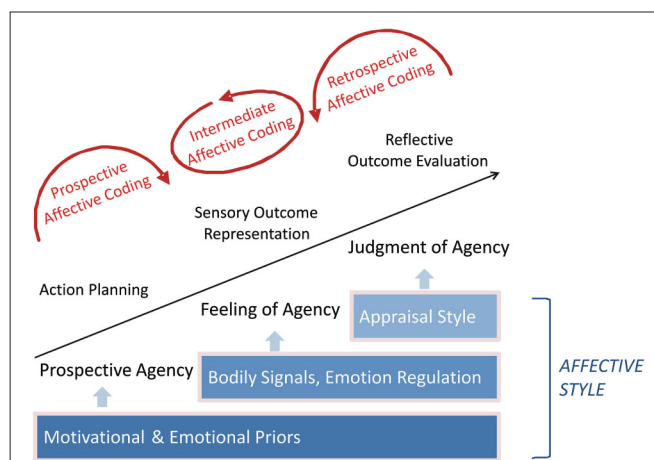 Prospective
Affective Coding
Intermediate
Affective Coding
Retrospective
Affective Coding
Reflective
Outcome Evaluation
Sensory Outcome
Representation
Action Planning
Judgment of Agency
Feeling of Agency
Prospective Agency
Appraisal Style
Bodily Signals, Emotion Regulation
Motivational & Emotional Priors
AFFECTIVE
STYLE